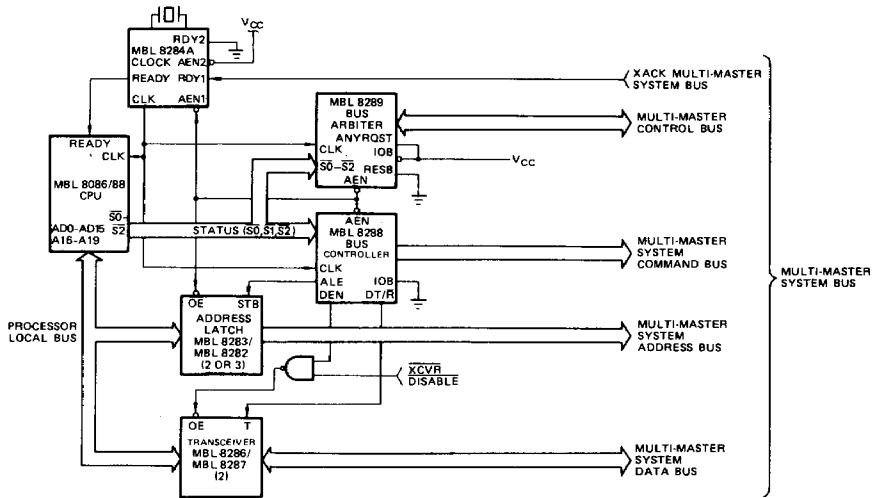 RDY2
MBL 8284A
CLOCK AEN2
READY RDY1
CLK AEN1
VCC
XACK MULTI-MASTER
SYSTEM BUS
MBL 8289
BUS
ARBITER
ANYRQST
CLK IOB
S0–S2 RESB
AEN
MULTI-MASTER
CONTROL BUS
VCC
READY
CLK
MBL 8086/88
CPU
S0-
AD0-AD15 S2
A16-A19
STATUS (S0,S1,S2)
AEN
MBL 8288
BUS
CONTROLLER
CLK
ALE IOB
DEN DT/R
MULTI-MASTER
SYSTEM
COMMAND BUS
MULTI-MASTER
SYSTEM BUS
PROCESSOR
LOCAL BUS
OE STB
ADDRESS
LATCH
MBL 8283/
MBL 8282
(2 OR 3)
MULTI-MASTER
SYSTEM
ADDRESS BUS
XCVR
DISABLE
OE T
TRANSCEIVER
MBL 8286/
MBL 8287
(2)
MULTI-MASTER
SYSTEM
DATA BUS